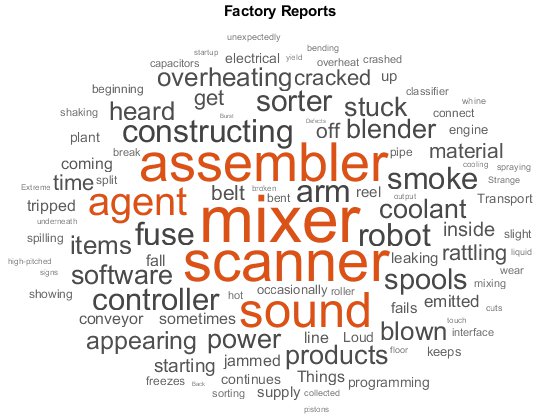 Factory Reports
unexpectedly
startup yield bending
capacitors electrical overheat crashed
beginning overheating cracked up classifier
get sorter stuck whine
shaking heard Burst Defects connect
plant constructing off blender engine
break assembler pipe material
coming cooling spraying
time split belt broken arm reel smoke Strange
Extreme agent bent output Transport
tripped mixer coolant
underneath fuse robot inside slight
spilling items scanner leaking rattling liquid
high-pitched fall wear
signs software spools mixing
showing controller hot occasionally roller emitted cuts
conveyor sometimes sound fails touch
appearing power line Loud blown interface
starting jammed products floor keeps
freezes Back continues Things programming
sorting supply collected
pistons